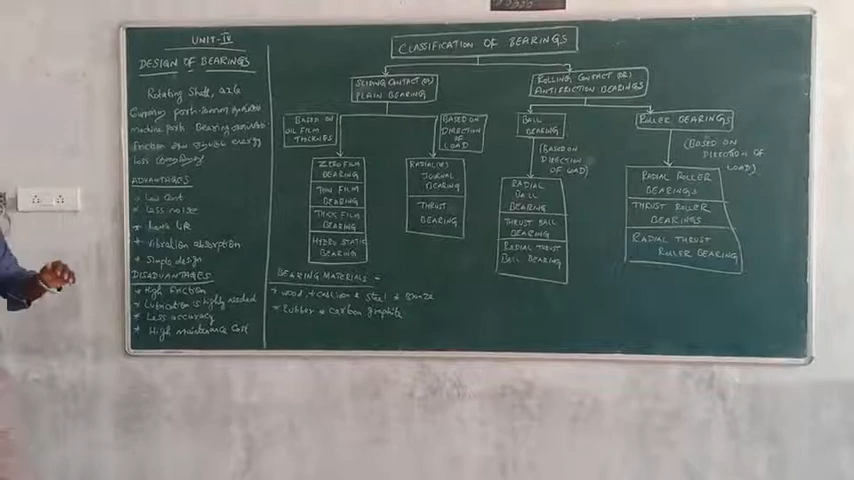 UNIT-IV
DESIGN OF BEARINGS
Rotating Shaft, axle
machine parts Bearing
friction
loss
ADVANTAGES
* Low Cost
* Less noise
* Vibration absorption
* Simple design
DISADVANTAGES
* High Friction
* Lubrication is highly needed
* Less accuracy
* High maintenance Cost
CLASSIFICATION OF BEARINGS
SLIDING CONTACT (OR)
PLAIN BEARING
ROLLING CONTACT (OR)
ANTIFRICTION BEARINGS
BASED ON
OIL FILM
THICKNESS
BASED ON
DIRECTION
OF LOAD
BALL
BEARING
ROLLER BEARINGS
(BASED ON
DIRECTION
OF LOAD)
(BASED ON
DIRECTION OF
LOAD)
ZERO FILM
BEARING
THIN FILM
BEARING
THICK FILM
BEARING
HYDRO STATIC
BEARING
JOURNAL
BEARING
THRUST
BEARING
RADIAL
BALL
BEARING
THRUST BALL
BEARING
RADIAL THRUST
BALL BEARING
RADIAL ROLLER
BEARINGS
THRUST ROLLER
BEARINGS
RADIAL THRUST
ROLLER BEARING
BEARING MATERIALS -
* wood, * cast iron * Steel * Bronze
* Rubber * carbon graphite